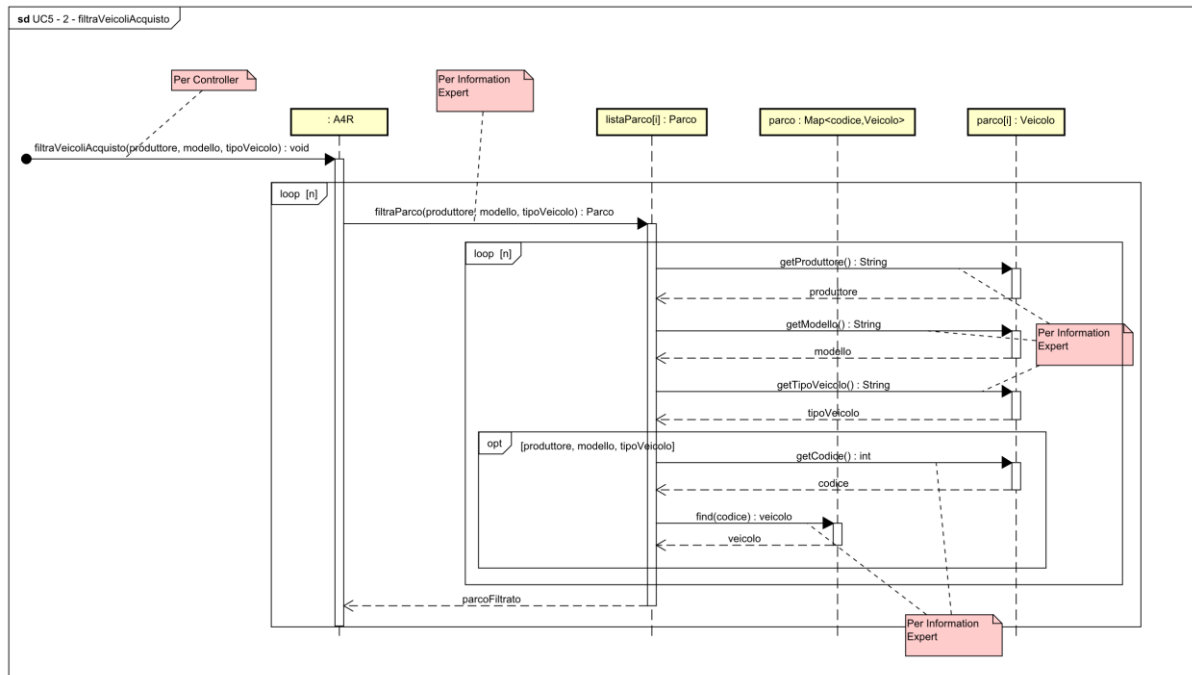 sd UC5 - 2 - filtraVeicoliAcquisto
Per Controller
Per Information
Expert
: A4R
listaParco[i] : Parco
parco : Map<codice,Veicolo>
parco[i] : Veicolo
filtraVeicoliAcquisto(produttore, modello, tipoVeicolo) : void
loop [n]
filtraParco(produttore, modello, tipoVeicolo) : Parco
loop [n]
getProduttore() : String
produttore
getModello() : String
Per Information
Expert
modello
getTipoVeicolo() : String
tipoVeicolo
opt [produttore, modello, tipoVeicolo]
getCodice() : int
codice
find(codice) : veicolo
veicolo
parcoFiltrato
Per Information
Expert